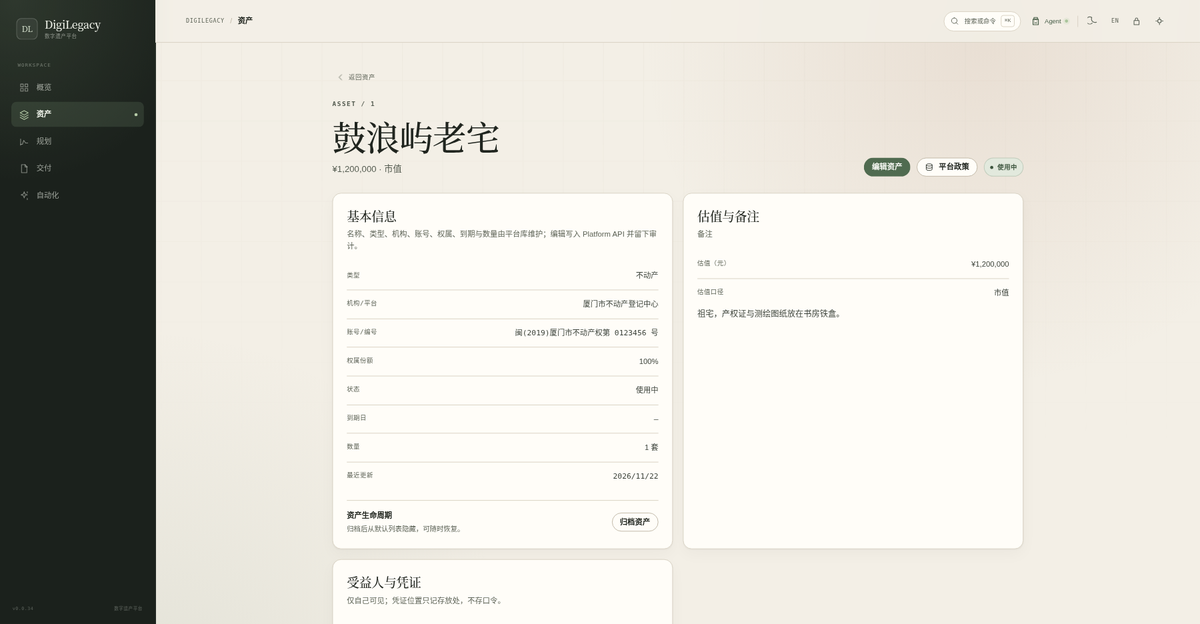 DL
DigiLegacy
数字遗产平台
WORKSPACE
概览
资产
规划
交付
自动化
数字遗产平台
DIGILEGACY / 资产
搜索或命令 ⌘K
Agent
EN
返回资产
ASSET / 1
鼓浪屿老宅
¥1,200,000 · 市值
编辑资产
平台政策
使用中
基本信息
名称、类型、机构、账号、权属、到期与数量由平台库维护；编辑写入 Platform API 并留下审
计。
类型 不动产
机构/平台 厦门市不动产登记中心
账号/编号 闽(2019)厦门市不动产权第 0123456 号
权属份额 100%
状态 使用中
到期日 —
数量 1 套
最近更新 2026/11/22
资产生命周期
归档后从默认列表隐藏，可随时恢复。
归档资产
估值与备注
备注
估值（元） ¥1,200,000
估值口径 市值
祖宅，产权证与测绘图纸放在书房铁盒。
受益人与凭证
仅自己可见；凭证位置只记存放处，不存口令。